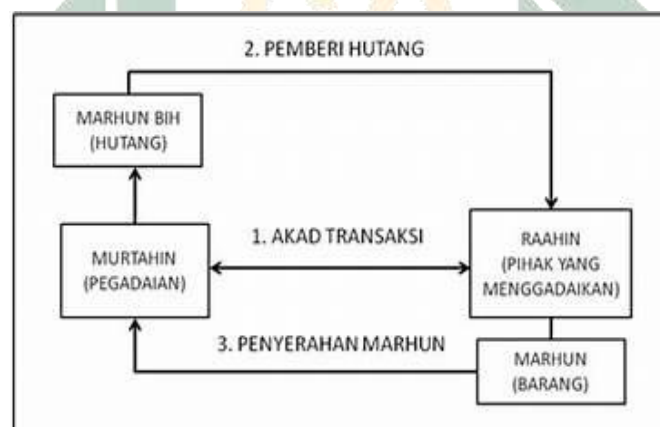 2. PEMBERI HUTANG
MARHUN BIH
(HUTANG)
1. AKAD TRANSAKSI
MURTAHIN
(PEGADAIAN)
RAAHIN
(PIHAK YANG
MENGGADAIKAN)
3. PENYERAHAN MARHUN
MARHUN
(BARANG)